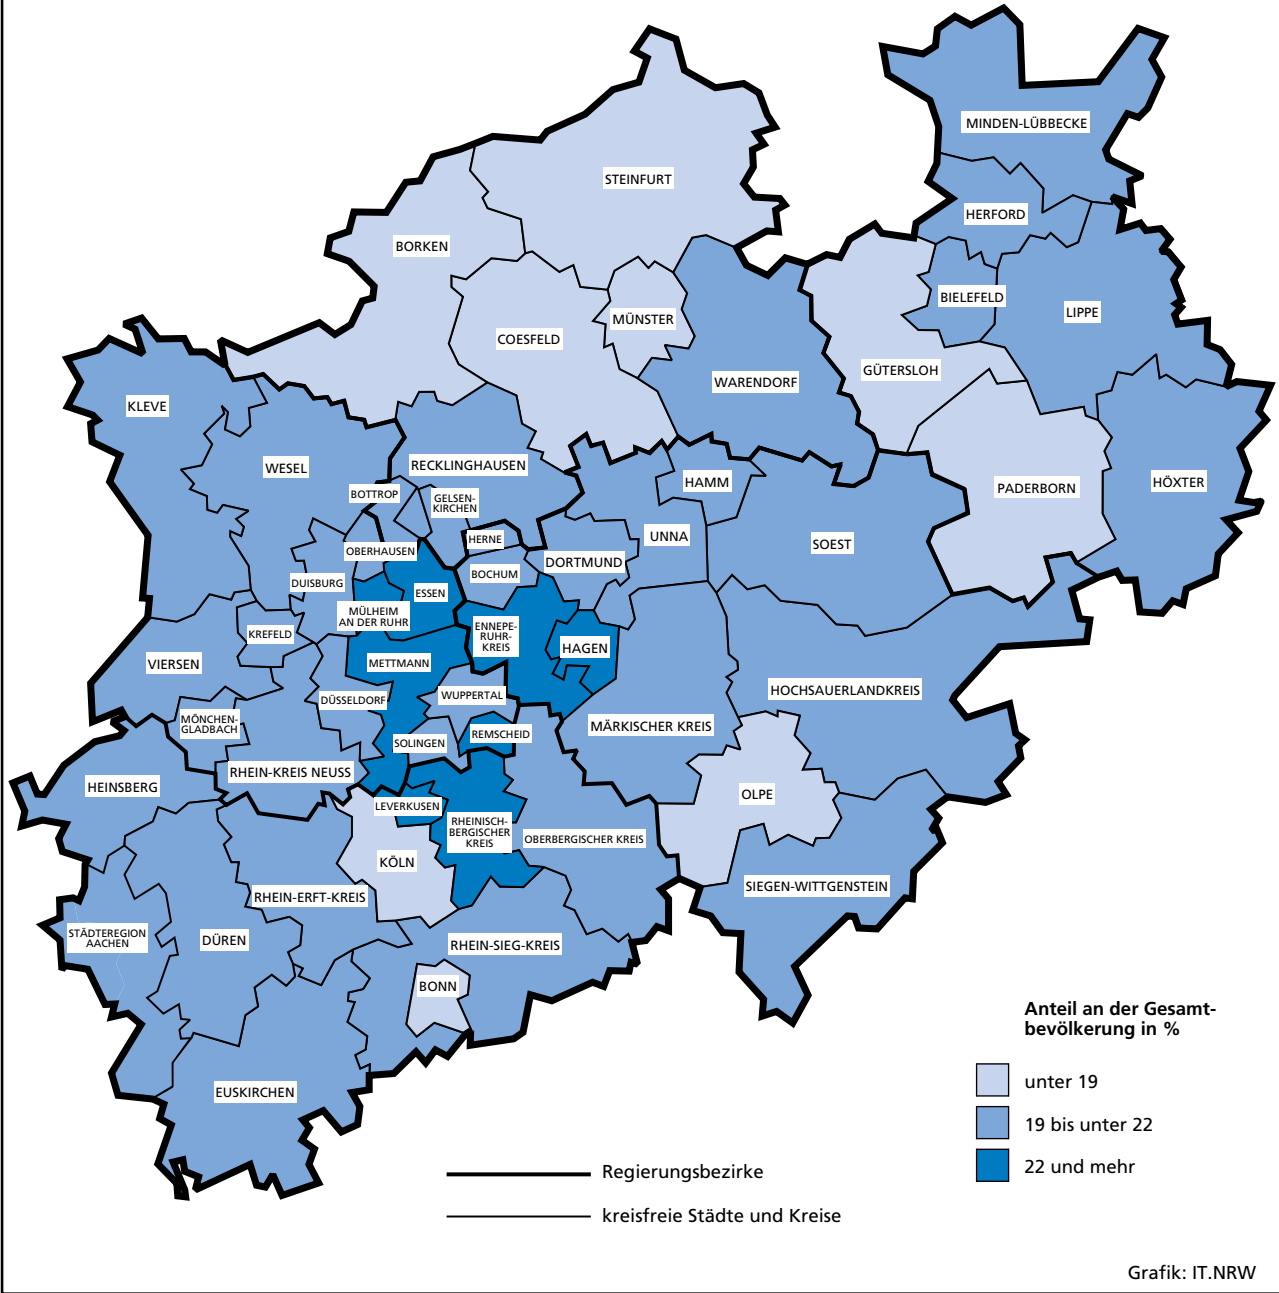 MINDEN-LÜBBECKE
STEINFURT
HERFORD
BORKEN
BIELEFELD
LIPPE
MÜNSTER
COESFELD
GÜTERSLOH
WARENDORF
KLEVE
RECKLINGHAUSEN
WESEL
HAMM
HÖXTER
PADERBORN
BOTTROP
GELSEN-
KIRCHEN
UNNA
HERNE
SOEST
OBERHAUSEN
DORTMUND
BOCHUM
DUISBURG
ESSEN
MÜLHEIM
AN DER RUHR
ENNEPE-
RUHR-
KREIS
KREFELD
HAGEN
VIERSEN
METTMANN
HOCHSAUERLANDKREIS
WUPPERTAL
DÜSSELDORF
MÖNCHEN-
GLADBACH
MÄRKISCHER KREIS
REMSCHEID
SOLINGEN
RHEIN-KREIS NEUSS
HEINSBERG
OLPE
LEVERKUSEN
RHEINISCH-
BERGISCHER
KREIS
OBERBERGISCHER KREIS
KÖLN
SIEGEN-WITTGENSTEIN
RHEIN-ERFT-KREIS
STÄDTEREGION
AACHEN
DÜREN
RHEIN-SIEG-KREIS
BONN
EUSKIRCHEN
Anteil an der Gesamt-
bevölkerung in %
unter 19
19 bis unter 22
22 und mehr
Regierungsbezirke
kreisfreie Städte und Kreise
Grafik: IT.NRW